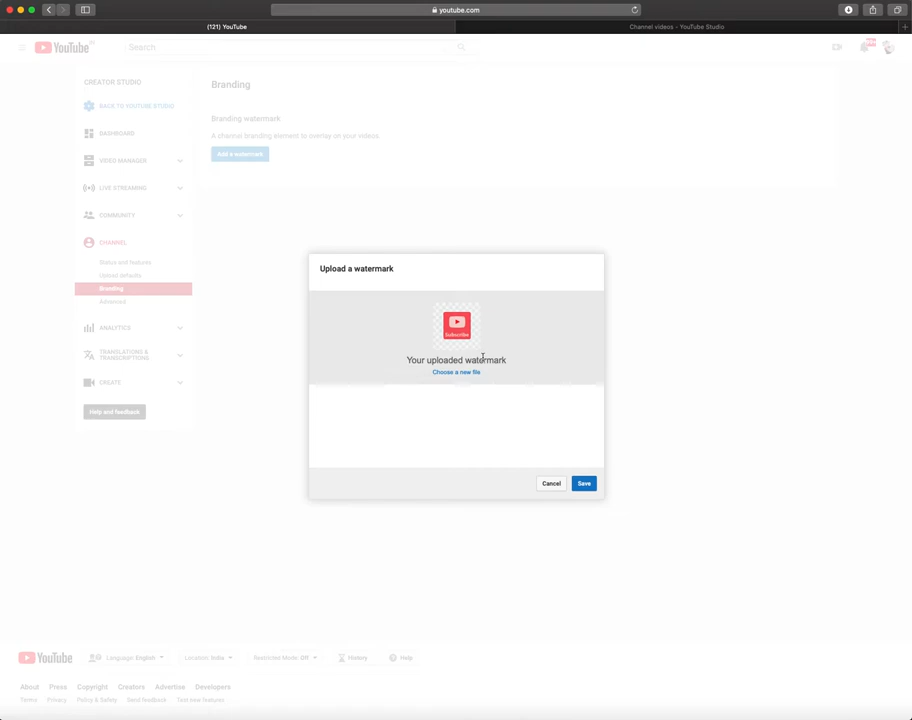 youtube.com
(121) YouTube
Channel videos - YouTube Studio
YouTube
Search
CREATOR STUDIO
BACK TO YOUTUBE STUDIO
DASHBOARD
VIDEO MANAGER
LIVE STREAMING
COMMUNITY
CHANNEL
Status and features
Upload defaults
Branding
Advanced
ANALYTICS
TRANSLATIONS &
TRANSCRIPTIONS
CREATE
Help and feedback
Branding
Branding watermark
A channel branding element to overlay on your videos.
Add a watermark
Upload a watermark
Subscribe
Your uploaded watermark
Choose a new file
Cancel
Save
YouTube
Language: English
Location: India
Restricted Mode: Off
History
Help
About Press Copyright Creators Advertise Developers
Terms Privacy Policy & Safety Send feedback Test new features